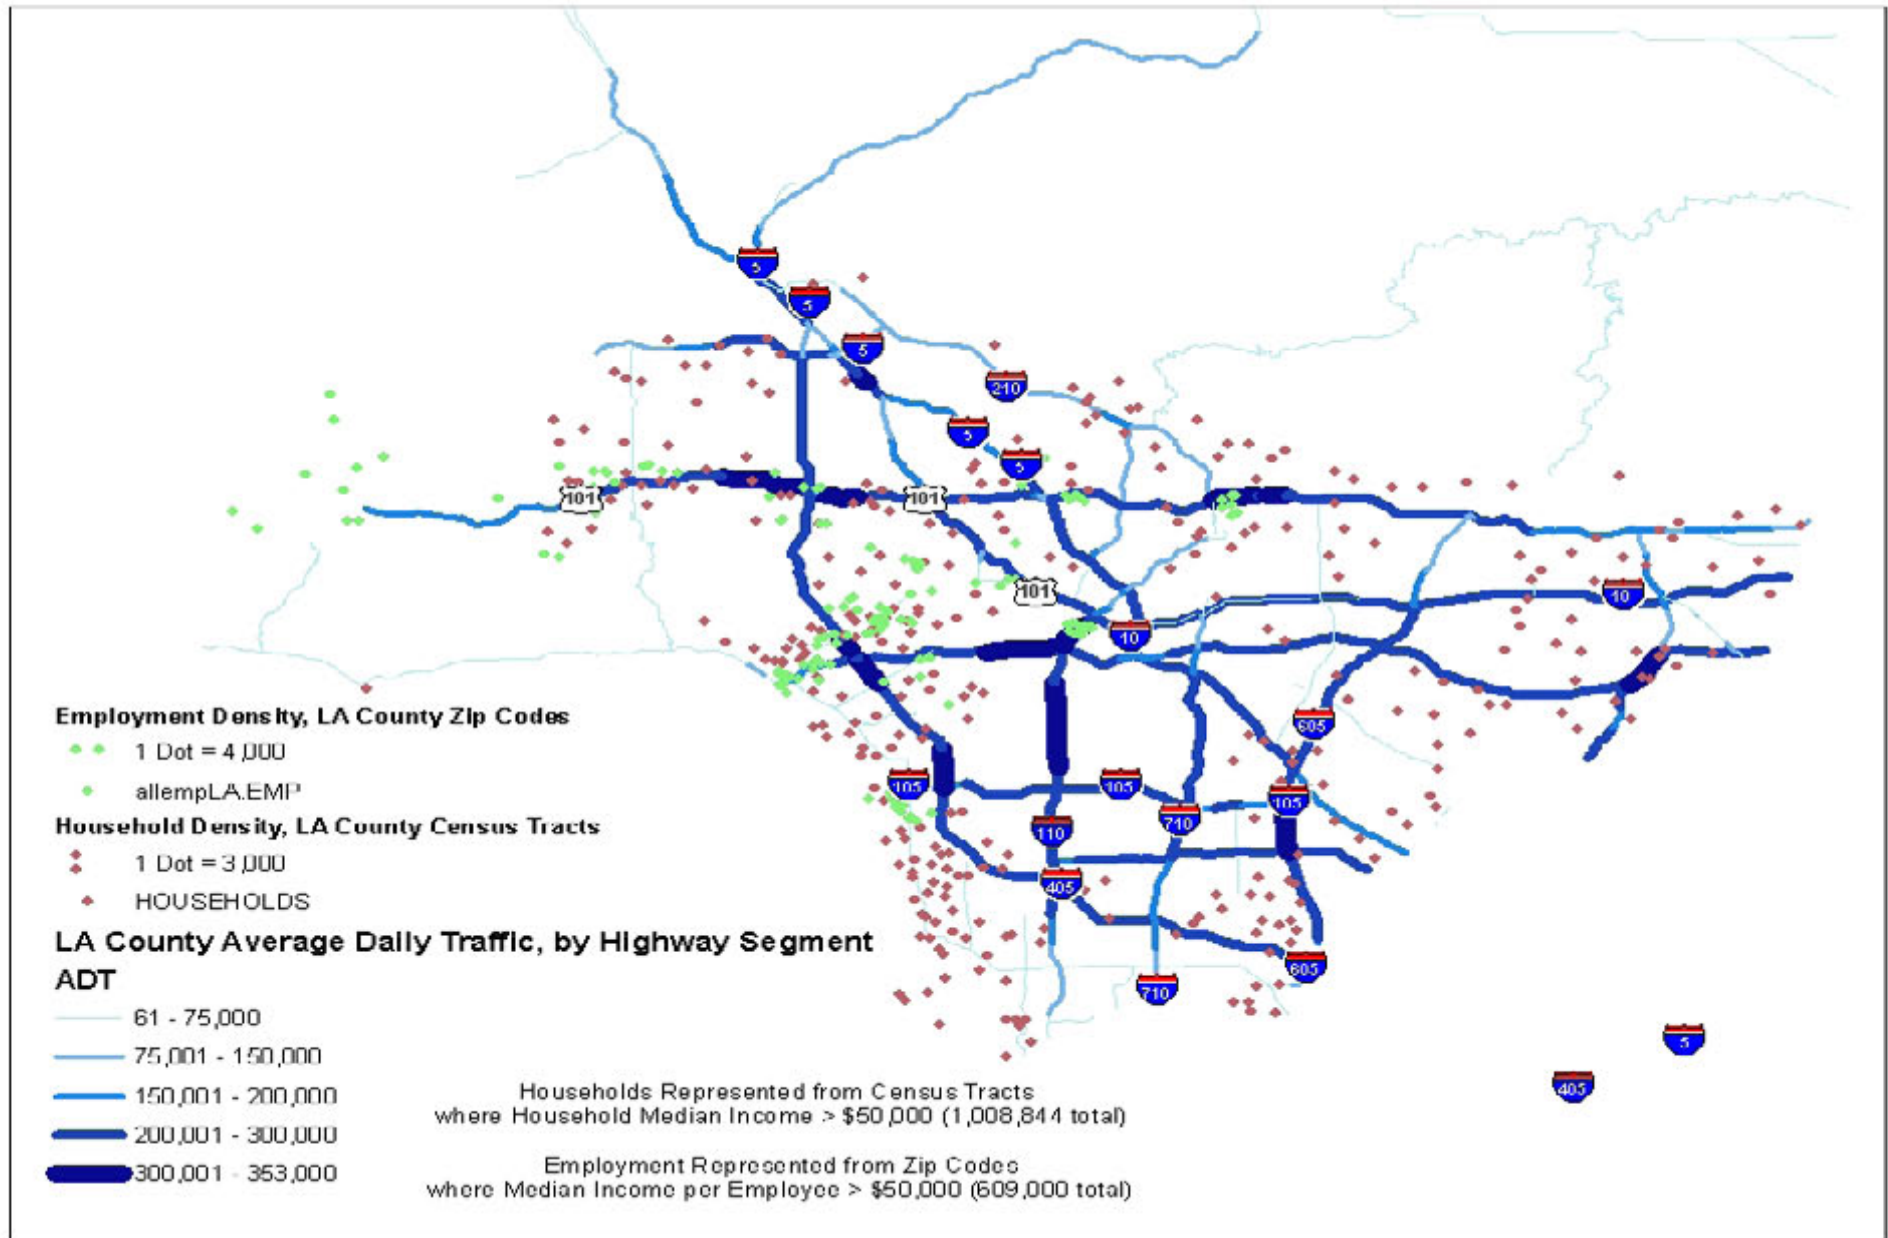 5
5
5
210
5
5
101
101
101
10
10
605
105
105
105
710
110
405
605
710
5
405
Employment Density, LA County Zip Codes
1 Dot = 4,000
allempLA.EMP
Household Density, LA County Census Tracts
1 Dot = 3,000
HOUSEHOLDS
LA County Average Daily Traffic, by Highway Segment
ADT
61 - 75,000
75,001 - 150,000
150,001 - 200,000
200,001 - 300,000
300,001 - 353,000
Households Represented from Census Tracts
where Household Median Income > $50,000 (1,008,844 total)
Employment Represented from Zip Codes
where Median Income per Employee > $50,000 (609,000 total)